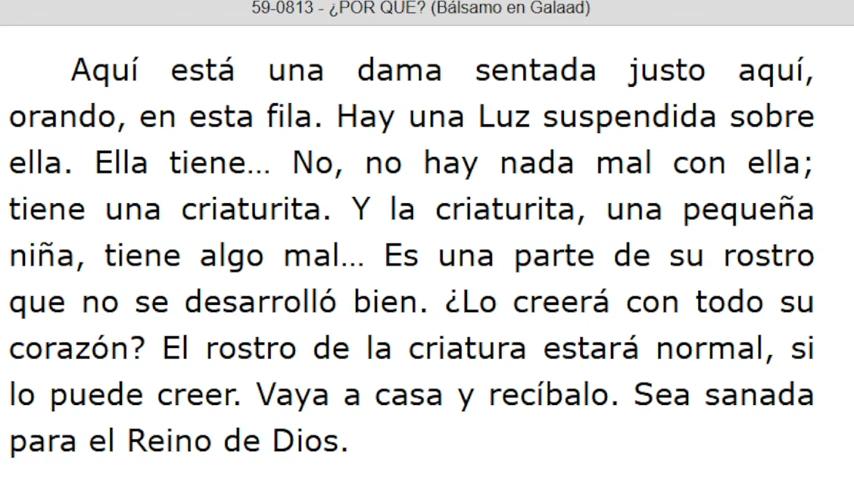 59-0813 - ¿POR QUE? (Bálsamo en Galaad)
Aquí está una dama sentada justo aquí,
orando, en esta fila. Hay una Luz suspendida sobre
ella. Ella tiene... No, no hay nada mal con ella;
tiene una criaturita. Y la criaturita, una pequeña
niña, tiene algo mal... Es una parte de su rostro
que no se desarrolló bien. ¿Lo creerá con todo su
corazón? El rostro de la criatura estará normal, si
lo puede creer. Vaya a casa y recíbalo. Sea sanada
para el Reino de Dios.